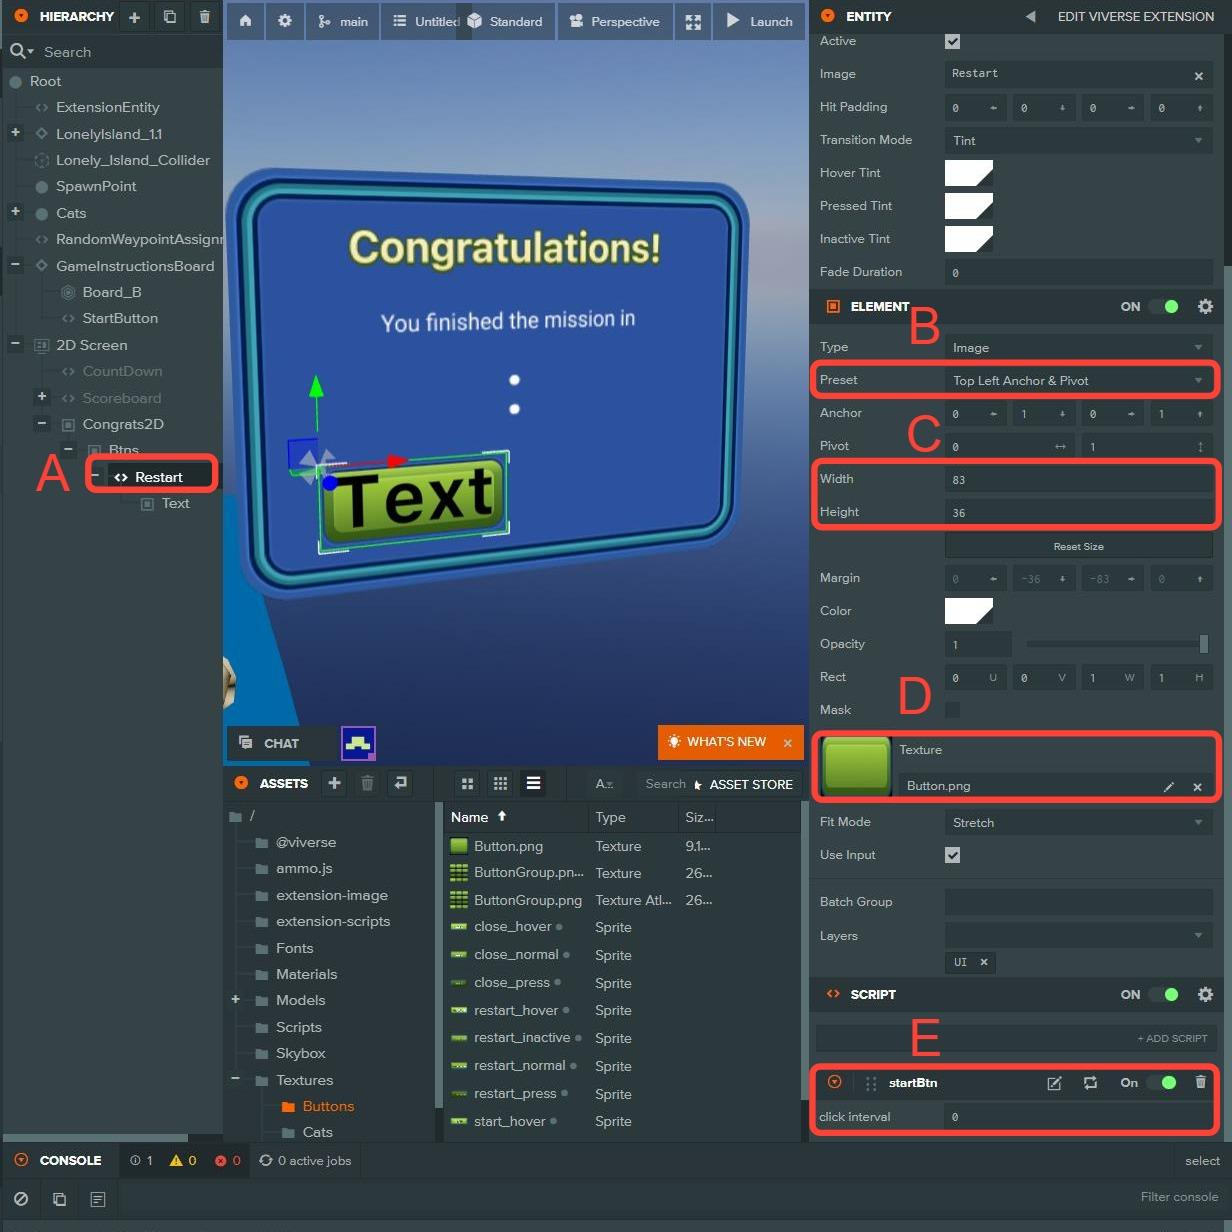 HIERARCHY
Search
Root
ExtensionEntity
LonelyIsland_1.1
Lonely_Island_Collider
SpawnPoint
Cats
RandomWaypointAssignr
GameInstructionsBoard
Board_B
StartButton
2D Screen
CountDown
Scoreboard
Congrats2D
Btns
A
Restart
Text
main
Untitled
Standard
Perspective
Launch
Congratulations!
You finished the mission in
:
Text
CHAT
WHAT'S NEW
ASSETS
Search
ASSET STORE
/
@viverse
ammo.js
extension-image
extension-scripts
Fonts
Materials
Models
Scripts
Skybox
Textures
Buttons
Cats
Name Type Siz...
Button.png Texture 9.1...
ButtonGroup.pn... Texture 26...
ButtonGroup.png Texture Atl... 26...
close_hover Sprite
close_normal Sprite
close_press Sprite
restart_hover Sprite
restart_inactive Sprite
restart_normal Sprite
restart_press Sprite
start_hover Sprite
ENTITY EDIT VIVERSE EXTENSION
Active
Image Restart
Hit Padding 0 0 0 0
Transition Mode Tint
Hover Tint
Pressed Tint
Inactive Tint
Fade Duration 0
ELEMENT ON
B
Type Image
Preset Top Left Anchor & Pivot
Anchor 0 1 0 1
C
Pivot 0 1
Width 83
Height 36
Reset Size
Margin 0 -36 -83 0
Color
Opacity 1
Rect 0 U 0 V 1 W 1 H
D
Mask
Texture
Button.png
Fit Mode Stretch
Use Input
Batch Group
Layers
UI
SCRIPT ON
E
+ ADD SCRIPT
startBtn On
click interval 0
CONSOLE 1 0 0 0 active jobs select
Filter console